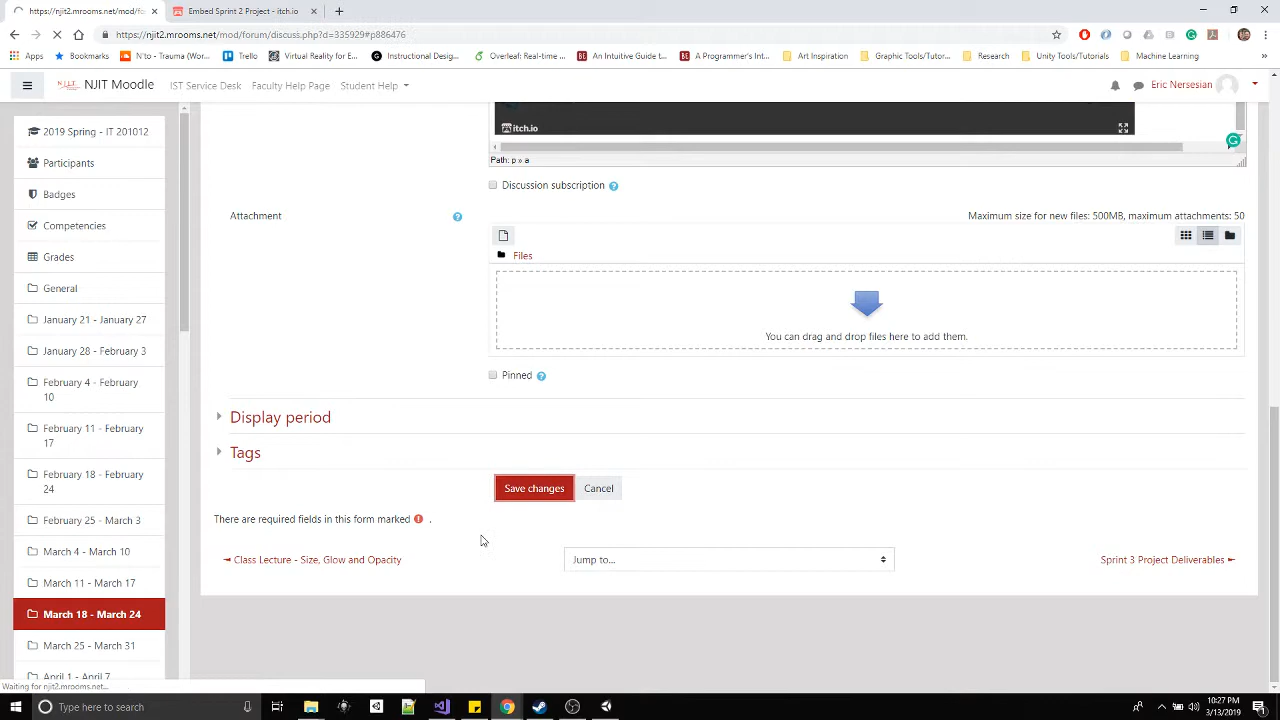 https://njit2.mrooms.net/mod/fo
Embed Sprint 2 Project - itch.io
https://njit2.mrooms.net/mod/forum/discuss.php?d=335929#p886476
Apps
Bookmarks
N'to - Trauma (Wor...
Trello
Virtual Reality for E...
Instructional Desig...
Overleaf: Real-time ...
An Intuitive Guide t...
A Programmer's Int...
Art Inspiration
Graphic Tools/Tutor...
Research
Unity Tools/Tutorials
Machine Learning
NJIT Moodle
IST Service Desk
Faculty Help Page
Student Help
Eric Nersesian
2019 Spring - IT 201012
Participants
Badges
Competencies
Grades
General
January 21 - January 27
January 28 - February 3
February 4 - February
10
February 11 - February
17
February 18 - February
24
February 25 - March 3
March 4 - March 10
March 11 - March 17
March 18 - March 24
March 25 - March 31
April 1 - April 7
itch.io
Path: p » a
Discussion subscription
Attachment
Maximum size for new files: 500MB, maximum attachments: 50
Files
You can drag and drop files here to add them.
Pinned
Display period
Tags
Save changes
Cancel
There are required fields in this form marked .
Class Lecture - Size, Glow and Opacity
Jump to...
Sprint 3 Project Deliverables
Waiting for njit2.mrooms.net...
Type here to search
10:27 PM
3/13/2019